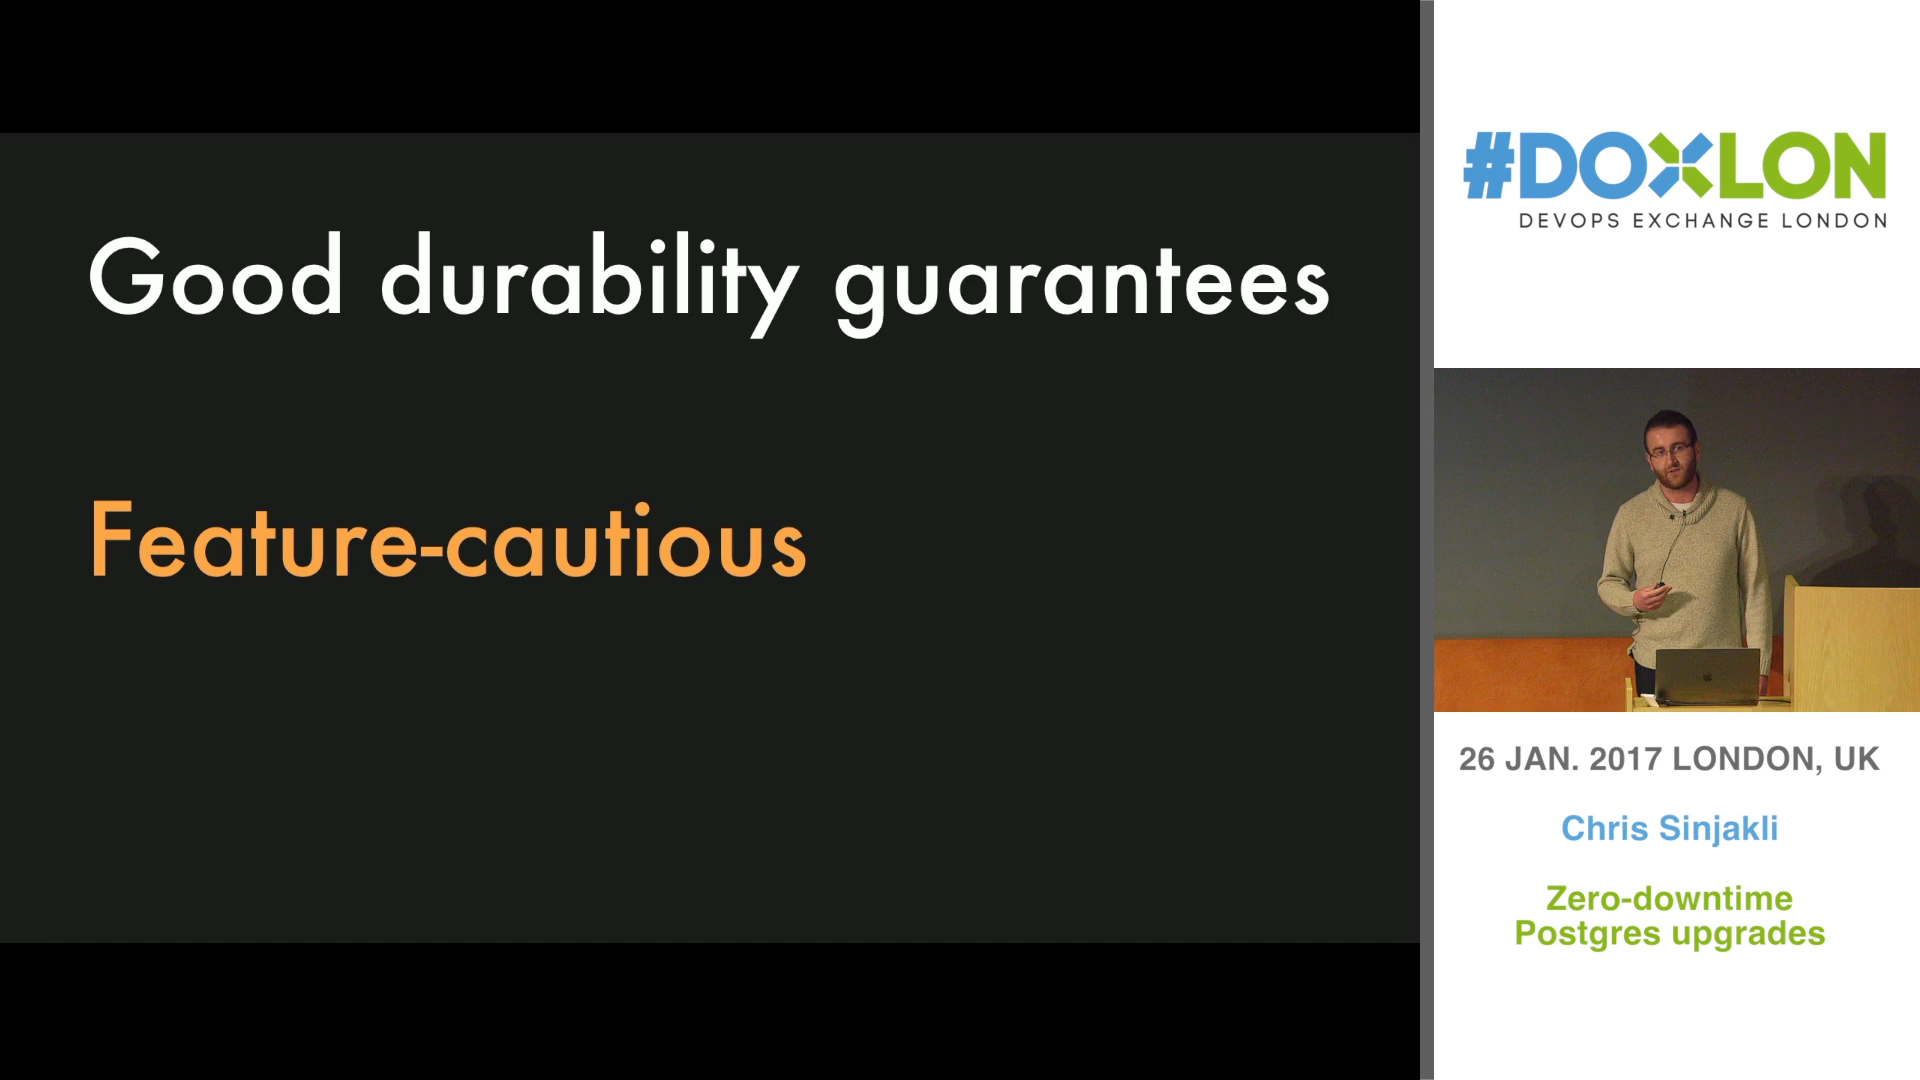 Good durability guarantees
Feature-cautious
#DOXLON
DEVOPS EXCHANGE LONDON
26 JAN. 2017 LONDON, UK
Chris Sinjakli
Zero-downtime
Postgres upgrades